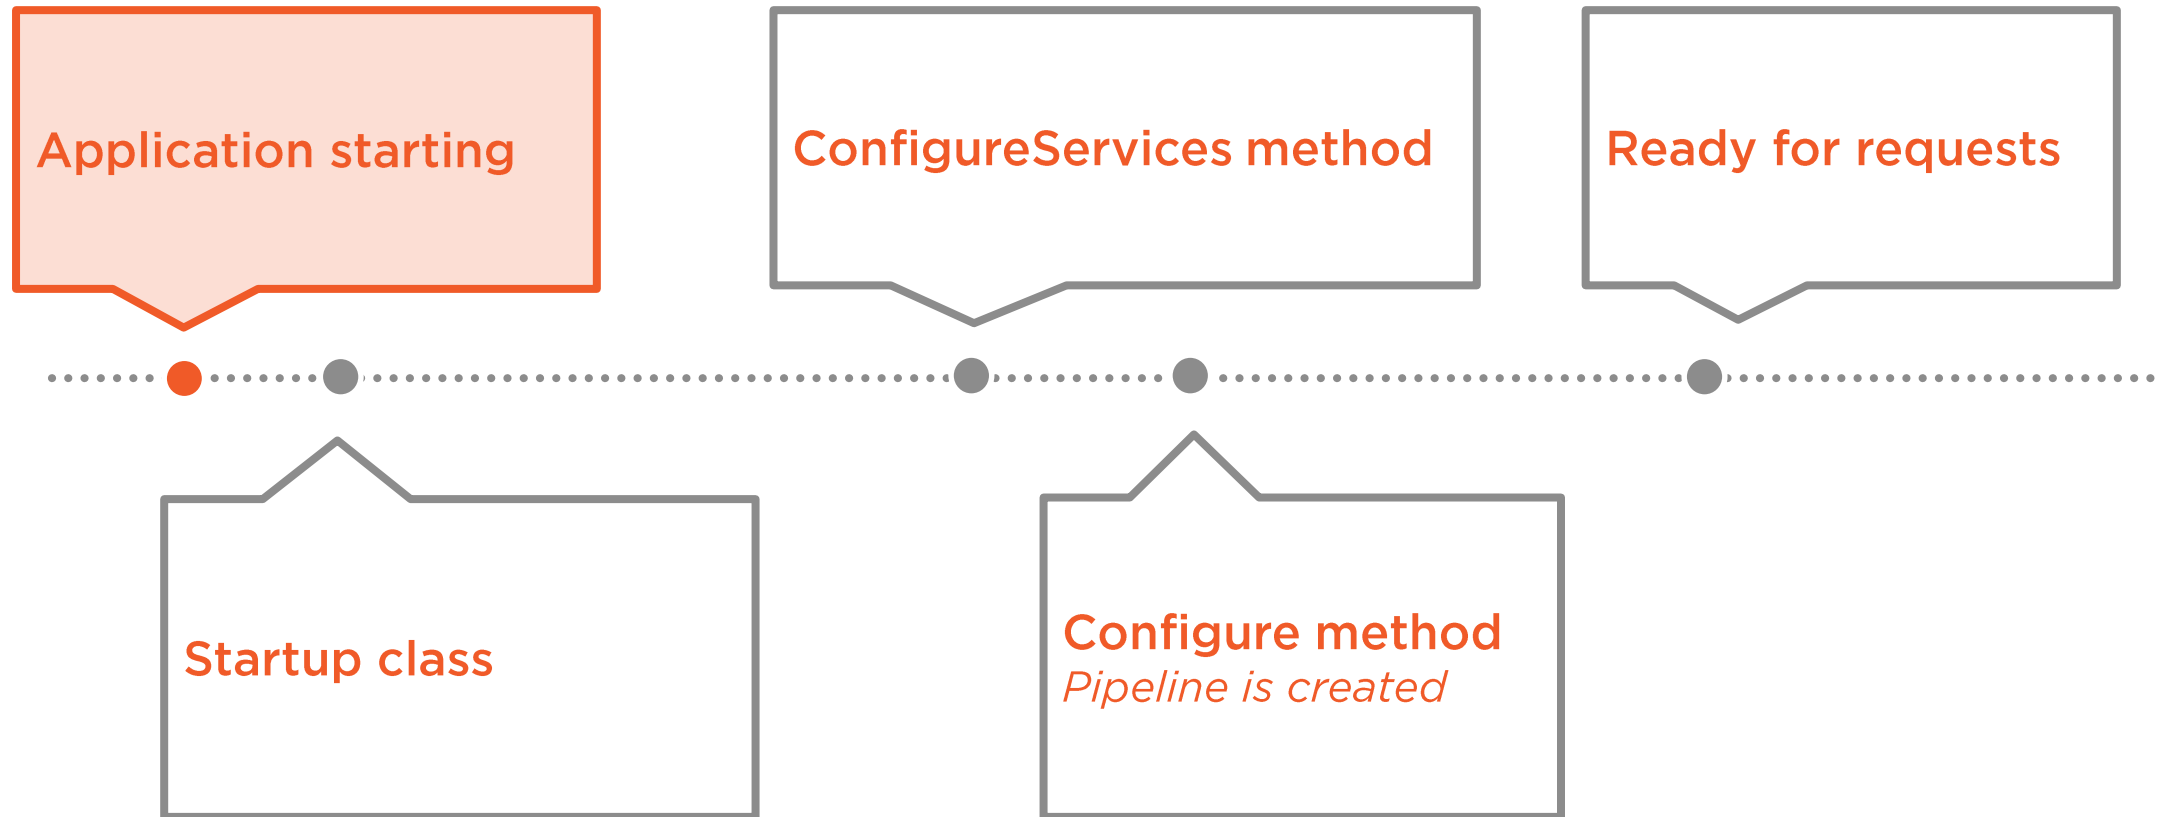 Application starting
ConfigureServices method
Ready for requests
Startup class
Configure method
Pipeline is created